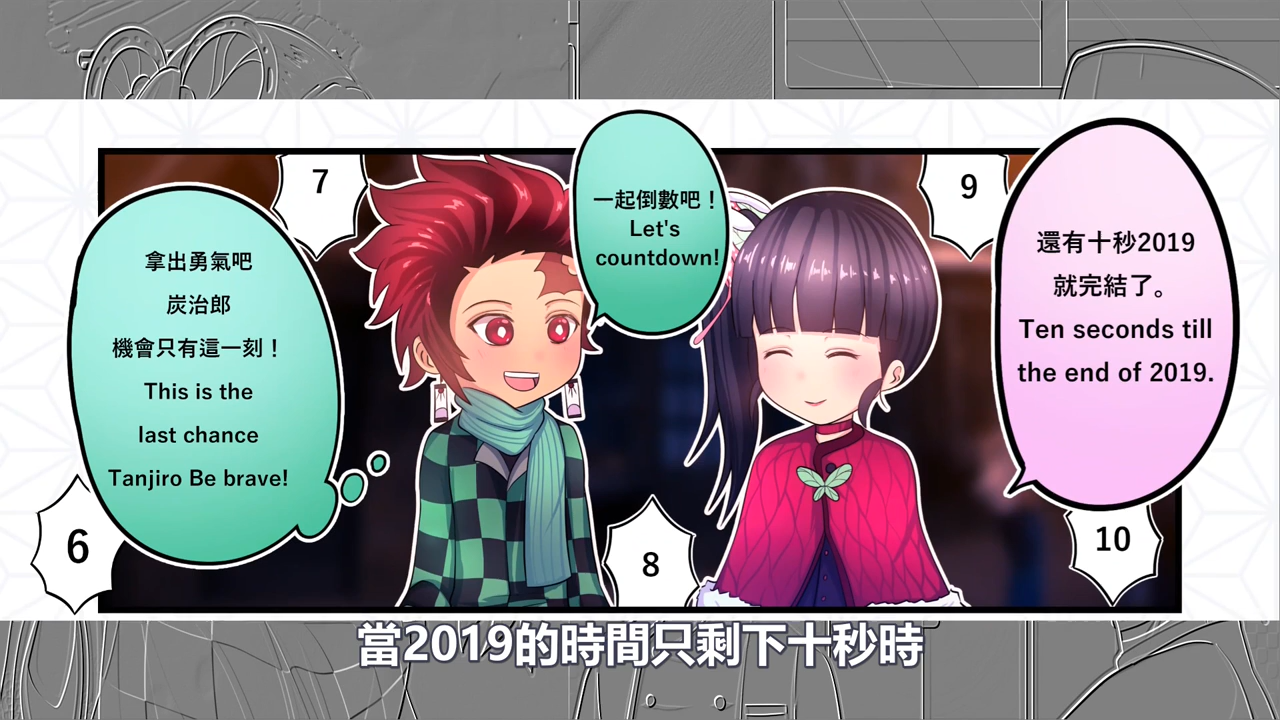 還有十秒2019
就完結了。
Ten seconds till
the end of 2019.
10
9
一起倒數吧！
Let's
countdown!
8
7
拿出勇氣吧
炭治郎
機會只有這一刻！
This is the
last chance
Tanjiro Be brave!
6
當2019的時間只剩下十秒時